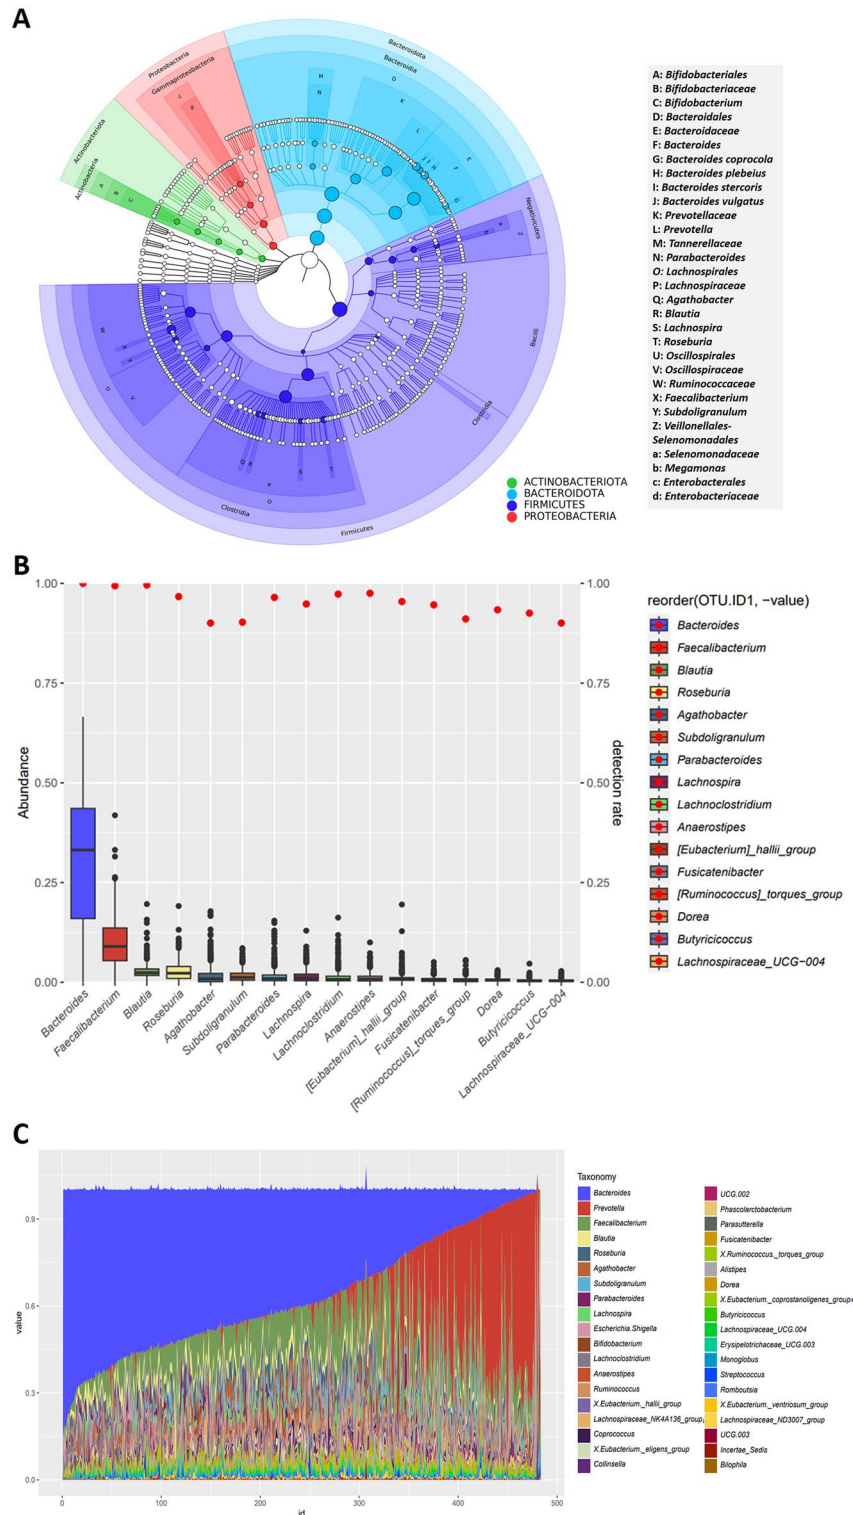 A
Proteobacteria
Gammaproteobacteria
c
d
Actinobacteriota
Actinobacteria
A
B
C
Bacteroidota
Bacteroidia
D
M
N
K
L
J
I
H
F
E
G
Negativicutes
a
b
Z
Bacilli
Clostridia
W
X
Y
U
V
Q
R
S
T
P
O
Clostridia
Firmicutes
ACTINOBACTERIOTA
BACTEROIDOTA
FIRMICUTES
PROTEOBACTERIA
A: Bifidobacteriales
B: Bifidobacteriaceae
C: Bifidobacterium
D: Bacteroidales
E: Bacteroidaceae
F: Bacteroides
G: Bacteroides coprocola
H: Bacteroides plebeius
I: Bacteroides stercoris
J: Bacteroides vulgatus
K: Prevotellaceae
L: Prevotella
M: Tannerellaceae
N: Parabacteroides
O: Lachnospirales
P: Lachnospiraceae
Q: Agathobacter
R: Blautia
S: Lachnospira
T: Roseburia
U: Oscillospirales
V: Oscillospiraceae
W: Ruminococcaceae
X: Faecalibacterium
Y: Subdoligranulum
Z: Veillonellales-
Selenomonadales
a: Selenomonadaceae
b: Megamonas
c: Enterobacterales
d: Enterobacteriaceae
B
1.00
0.75
0.50
0.25
0.00
Abundance
1.00
0.75
0.50
0.25
0.00
detection rate
Bacteroides
Faecalibacterium
Blautia
Roseburia
Agathobacter
Subdoligranulum
Parabacteroides
Lachnospira
Lachnoclostridium
Anaerostipes
[Eubacterium]_hallii_group
Fusicatenibacter
[Ruminococcus]_torques_group
Dorea
Butyricicoccus
Lachnospiraceae_UCG-004
reorder(OTU.ID1, −value)
Bacteroides
Faecalibacterium
Blautia
Roseburia
Agathobacter
Subdoligranulum
Parabacteroides
Lachnospira
Lachnoclostridium
Anaerostipes
[Eubacterium]_hallii_group
Fusicatenibacter
[Ruminococcus]_torques_group
Dorea
Butyricicoccus
Lachnospiraceae_UCG-004
C
0.9
0.6
0.3
0.0
value
0
100
200
300
400
500
id
Taxonomy
Bacteroides
Prevotella
Faecalibacterium
Blautia
Roseburia
Agathobacter
Subdoligranulum
Parabacteroides
Lachnospira
Escherichia.Shigella
Bifidobacterium
Lachnoclostridium
Anaerostipes
Ruminococcus
X.Eubacterium._hallii_group
Lachnospiraceae_NK4A136_group
Coprococcus
X.Eubacterium._eligens_group
Collinsella
UCG.002
Phascolarctobacterium
Parasutterella
Fusicatenibacter
X.Ruminococcus._torques_group
Alistipes
Dorea
X.Eubacterium._coprostanoligenes_group
Butyricicoccus
Lachnospiraceae_UCG.004
Erysipelotrichaceae_UCG.003
Monoglobus
Streptococcus
Romboutsia
X.Eubacterium._ventriosum_group
Lachnospiraceae_ND3007_group
UCG.003
Incertae_Sedis
Bilophila